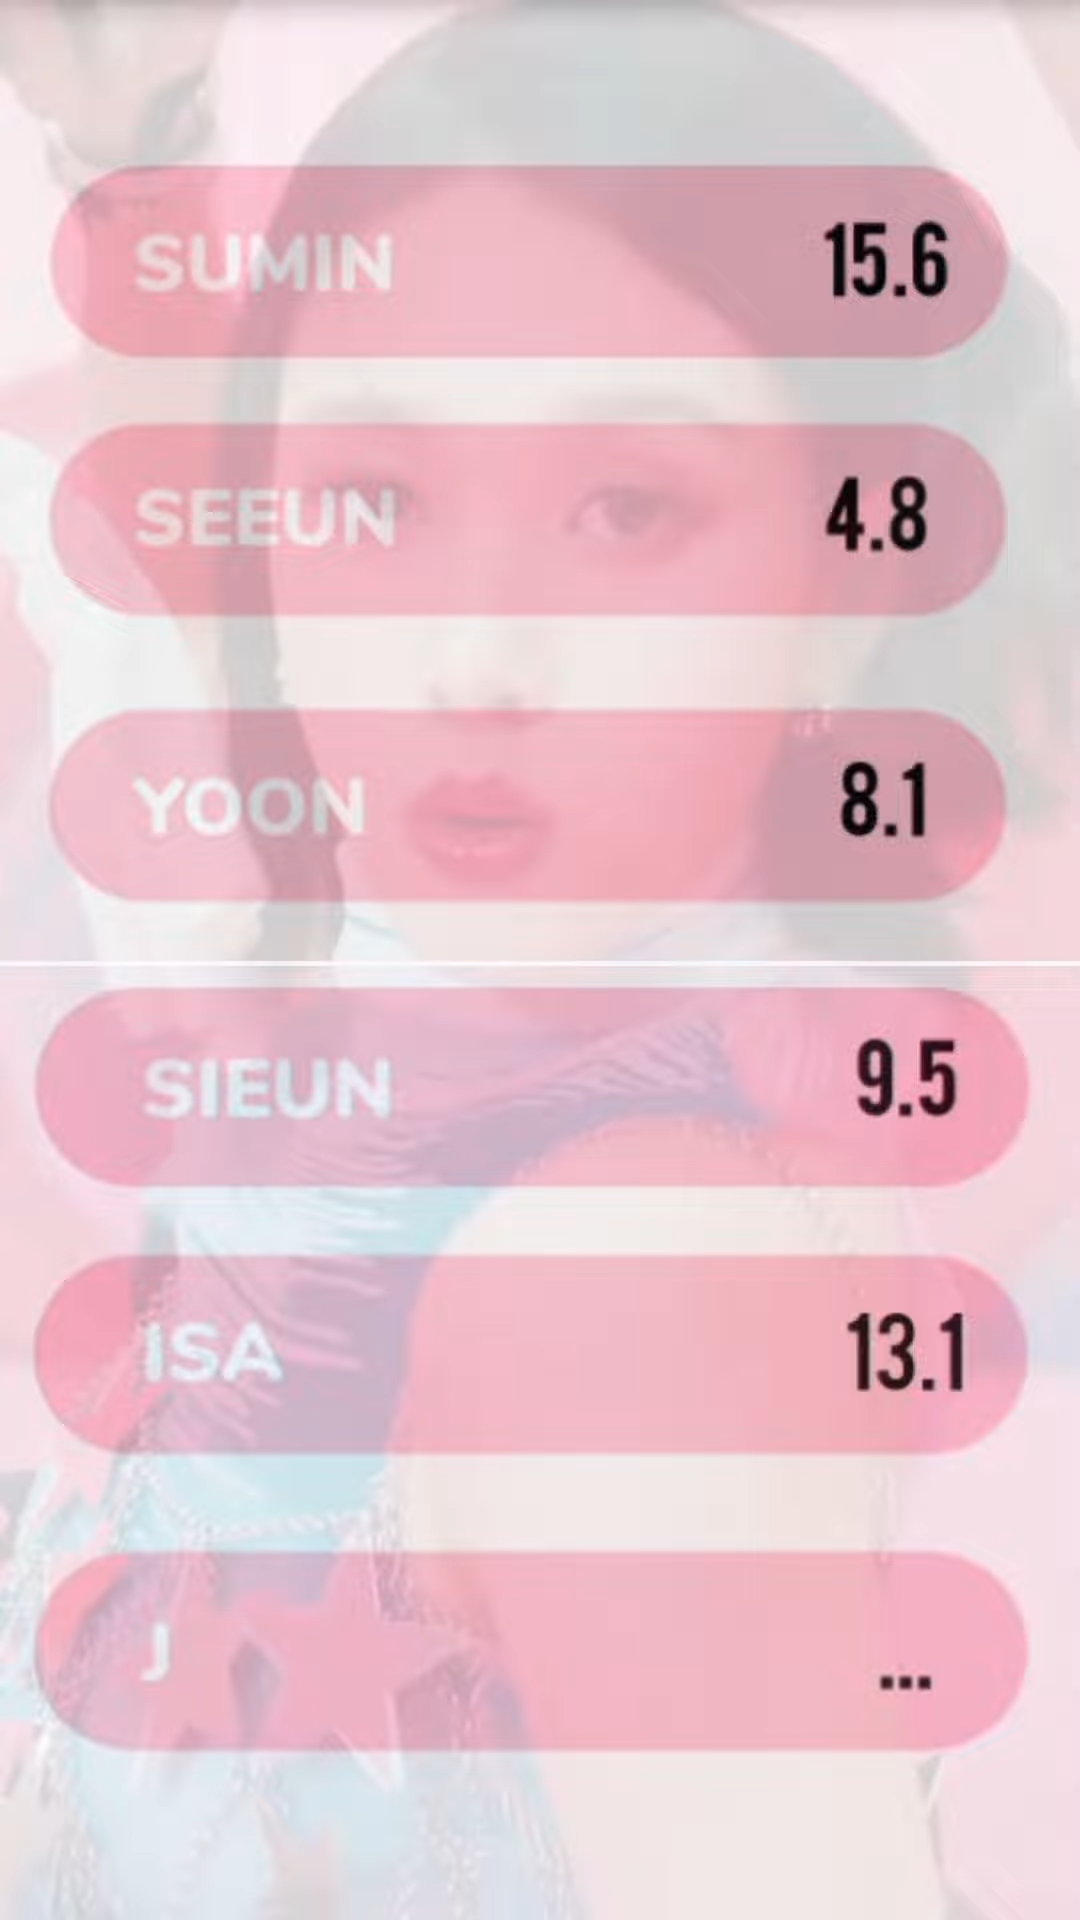 SUMIN 15.6
SEEUN 4.8
YOON 8.1
SIEUN 9.5
ISA 13.1
J ...